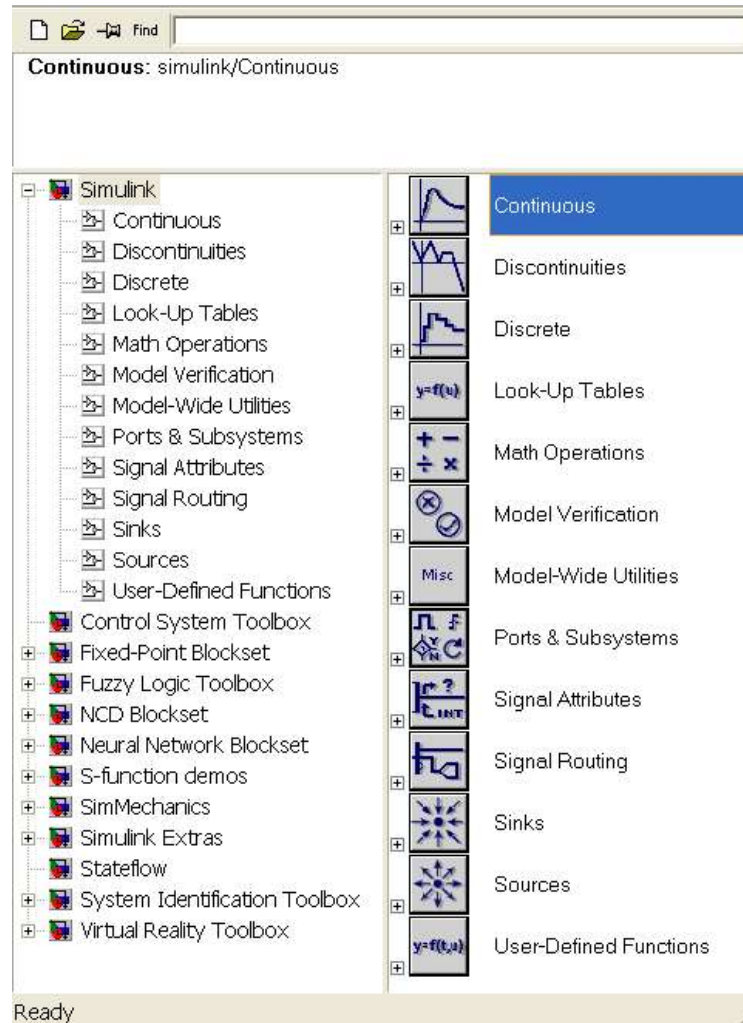 Find
Continuous: simulink/Continuous
Simulink
Continuous
Discontinuities
Discrete
Look-Up Tables
Math Operations
Model Verification
Model-Wide Utilities
Ports & Subsystems
Signal Attributes
Signal Routing
Sinks
Sources
User-Defined Functions
Control System Toolbox
Fixed-Point Blockset
Fuzzy Logic Toolbox
NCD Blockset
Neural Network Blockset
S-function demos
SimMechanics
Simulink Extras
Stateflow
System Identification Toolbox
Virtual Reality Toolbox
Continuous
Discontinuities
Discrete
y=f(u)
Look-Up Tables
+ −
÷ ×
Math Operations
Model Verification
Misc
Model-Wide Utilities
Y
N
Ports & Subsystems
?
t, INT
Signal Attributes
Signal Routing
Sinks
Sources
y=f(t,u)
User-Defined Functions
Ready